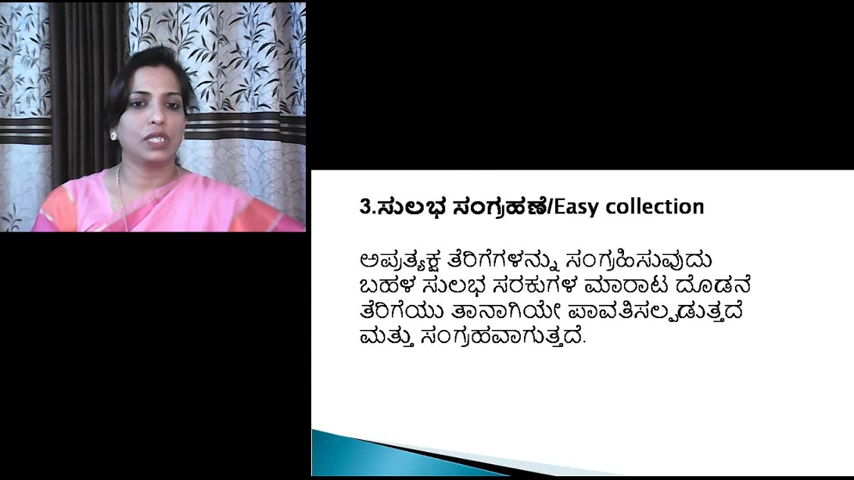 3.ಸುಲಭ ಸಂಗ್ರಹಣೆ/Easy collection
ಅಪ್ರತ್ಯಕ್ಷ ತೆರಿಗೆಗಳನ್ನು ಸಂಗ್ರಹಿಸುವುದು
ಬಹಳ ಸುಲಭ ಸರಕುಗಳ ಮಾರಾಟ ದೊಡನೆ
ತೆರಿಗೆಯು ತಾನಾಗಿಯೇ ಪಾವತಿಸಲ್ಪಡುತ್ತದೆ
ಮತ್ತು ಸಂಗ್ರಹವಾಗುತ್ತದೆ.